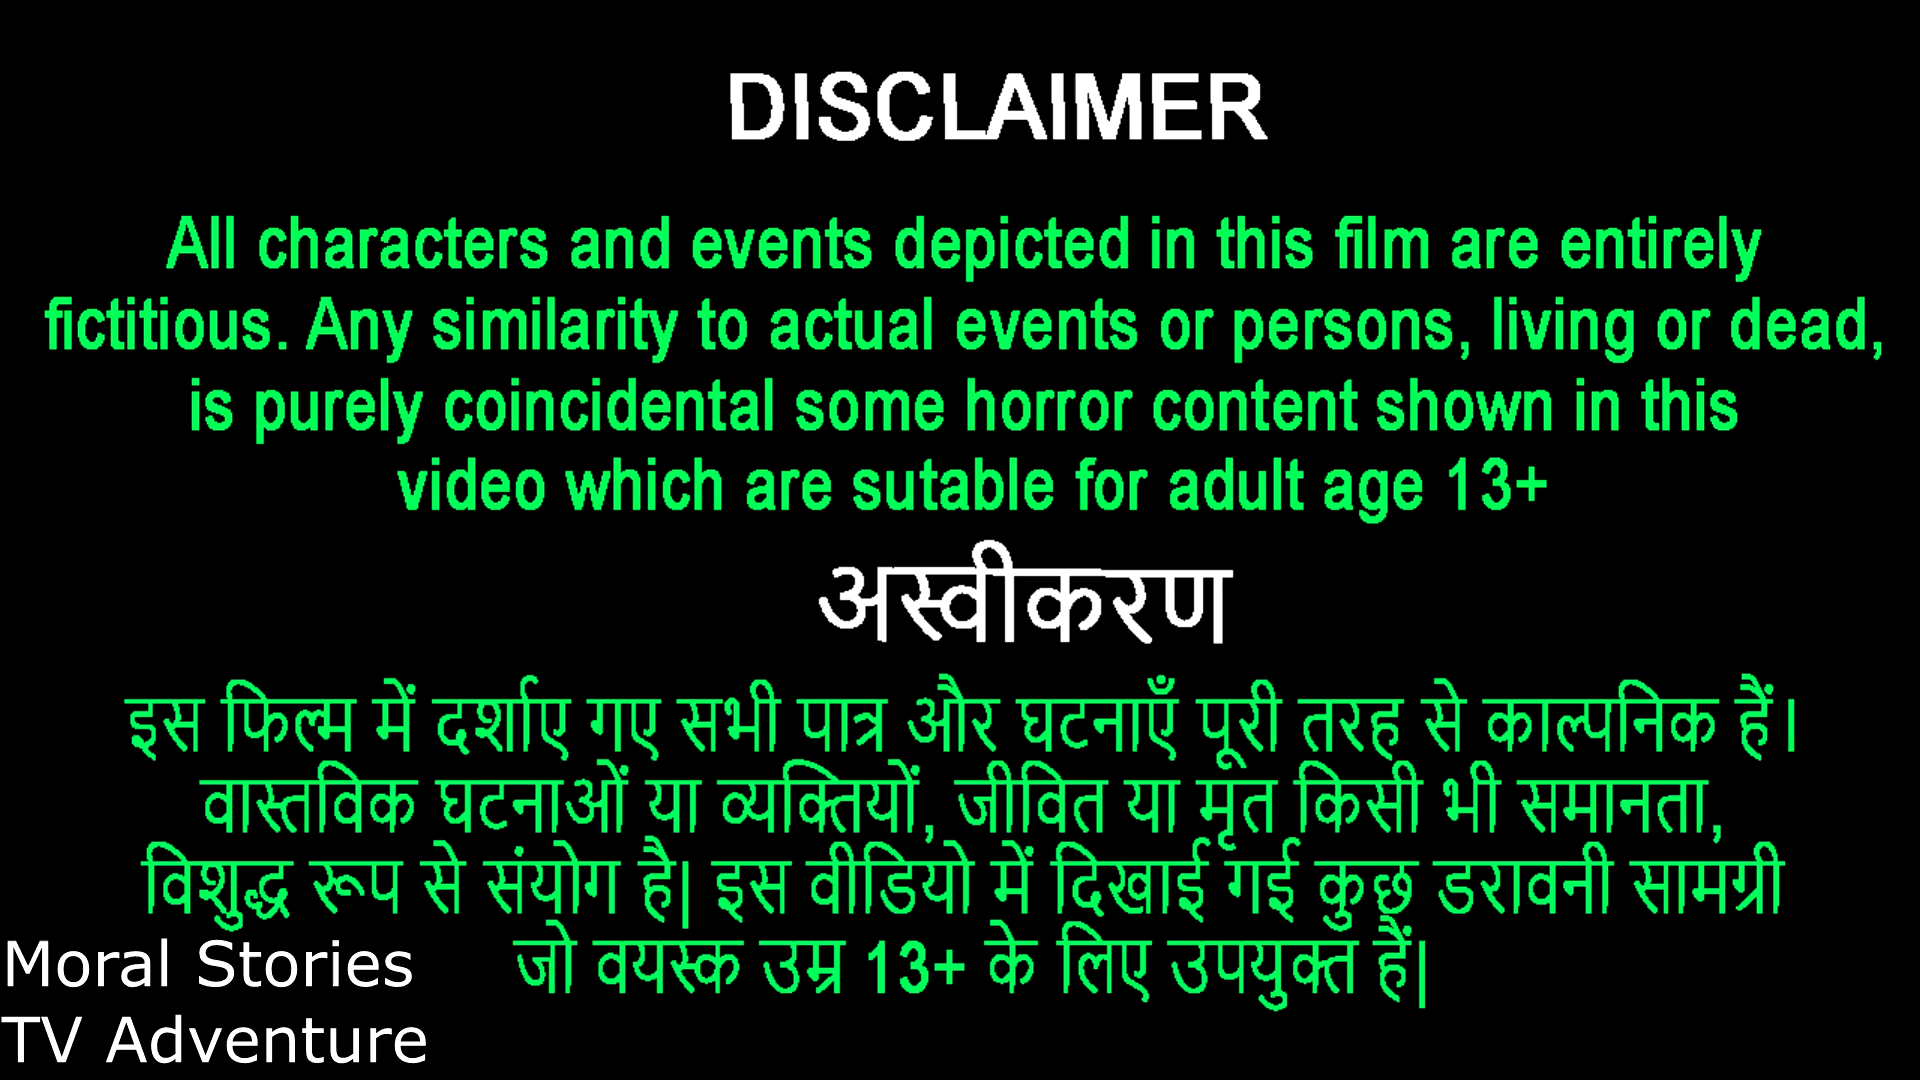 DISCLAIMER
All characters and events depicted in this film are entirely
fictitious. Any similarity to actual events or persons, living or dead,
is purely coincidental some horror content shown in this
video which are sutable for adult age 13+
अस्वीकरण
इस फिल्म में दर्शाए गए सभी पात्र और घटनाएँ पूरी तरह से काल्पनिक हैं।
वास्तविक घटनाओं या व्यक्तियों, जीवित या मृत किसी भी समानता,
विशुद्ध रूप से संयोग है| इस वीडियो में दिखाई गई कुछ डरावनी सामग्री
जो वयस्क उम्र 13+ के लिए उपयुक्त हैं|
Moral Stories
TV Adventure